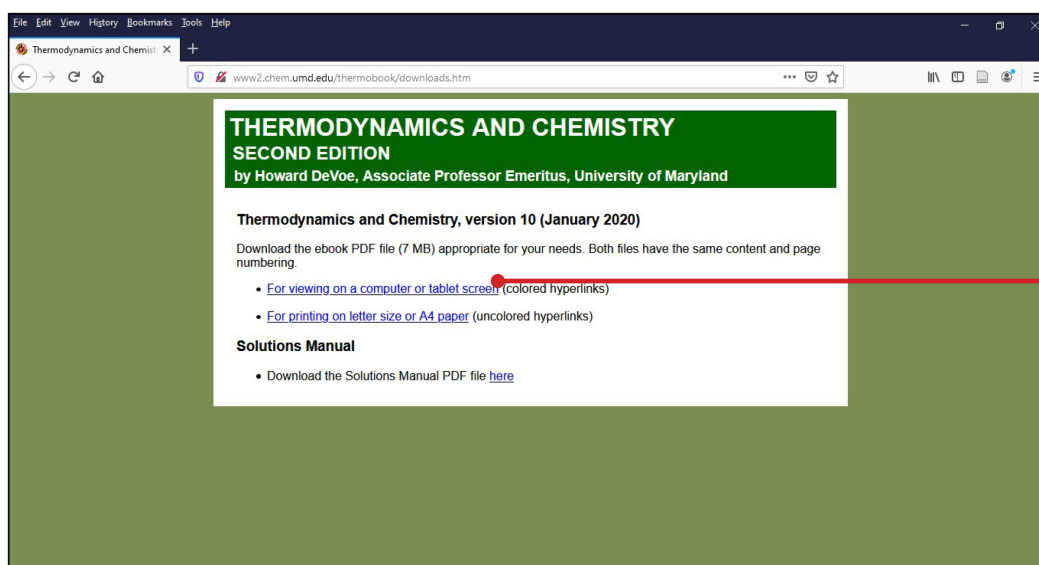 File Edit View History Bookmarks Tools Help
Thermodynamics and Chemist
www2.chem.umd.edu/thermobook/downloads.htm
THERMODYNAMICS AND CHEMISTRY
SECOND EDITION
by Howard DeVoe, Associate Professor Emeritus, University of Maryland
Thermodynamics and Chemistry, version 10 (January 2020)
Download the ebook PDF file (7 MB) appropriate for your needs. Both files have the same content and page
numbering.
• For viewing on a computer or tablet screen (colored hyperlinks)
• For printing on letter size or A4 paper (uncolored hyperlinks)
Solutions Manual
• Download the Solutions Manual PDF file here